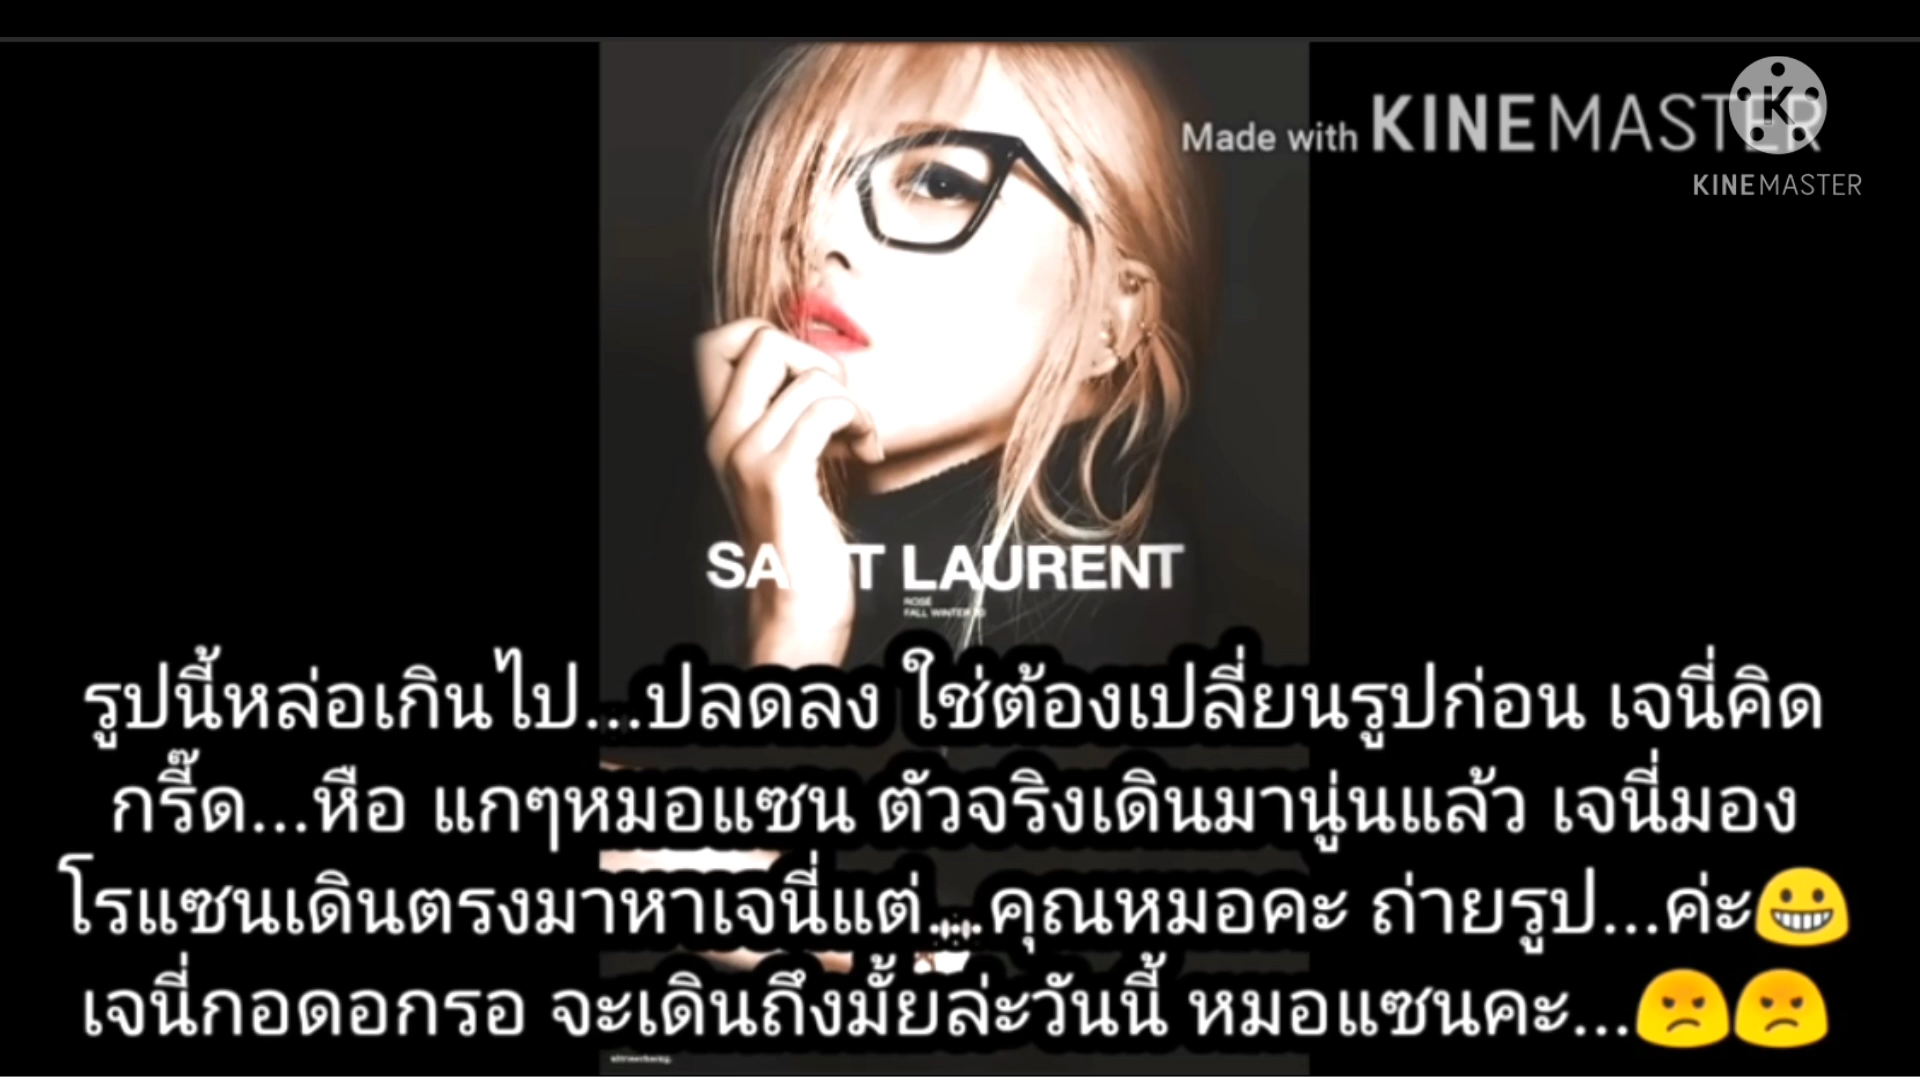 Made with KINEMASTER
KINEMASTER
SAINT LAURENT
ROSÉ
FALL WINTER 20
รูปนี้หล่อเกินไป...ปลดลง ใช่ต้องเปลี่ยนรูปก่อน เจนี่คิด
กรี๊ด...หือ แกๆหมอแซน ตัวจริงเดินมานู่นแล้ว เจนี่มอง
โรแซนเดินตรงมาหาเจนี่แต่...คุณหมอคะ ถ่ายรูป...ค่ะ😀
เจนี่กอดอกรอ จะเดินถึงมั้ยล่ะวันนี้ หมอแซนคะ...😠😠